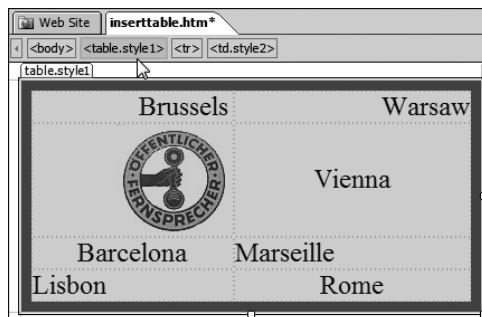 Web Site inserttable.htm*
<body> <table.style1> <tr> <td.style2>
table.style1
Brussels Warsaw
ÖFFENTLICHER
FERNSPRECHER
Vienna
Barcelona Marseille
Lisbon Rome